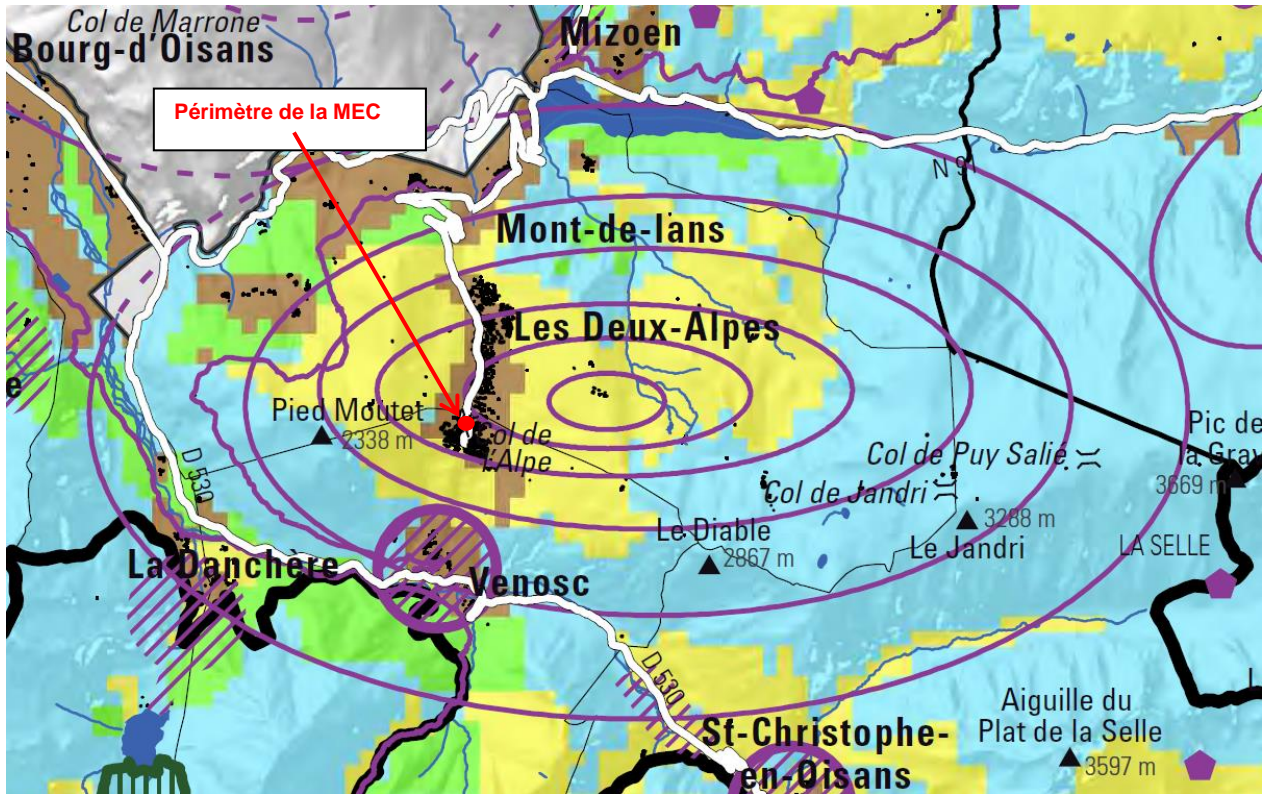 Col de Marrone
Bourg-d'Oisans
Mizoen
Périmètre de la MEC
N 91
Mont-de-lans
Les Deux-Alpes
Pied Moutet
2338 m
Col de
l'Alpe
Col de Puy Salié
Pic de
la Grav
3669 m
Col de Jandri
D 530
3288 m
Le Diable
Le Jandri
LA SELLE
2867 m
La Danchère
Venosc
D 530
Aiguille du
Plat de la Selle
3597 m
St-Christophe-
en-Oisans